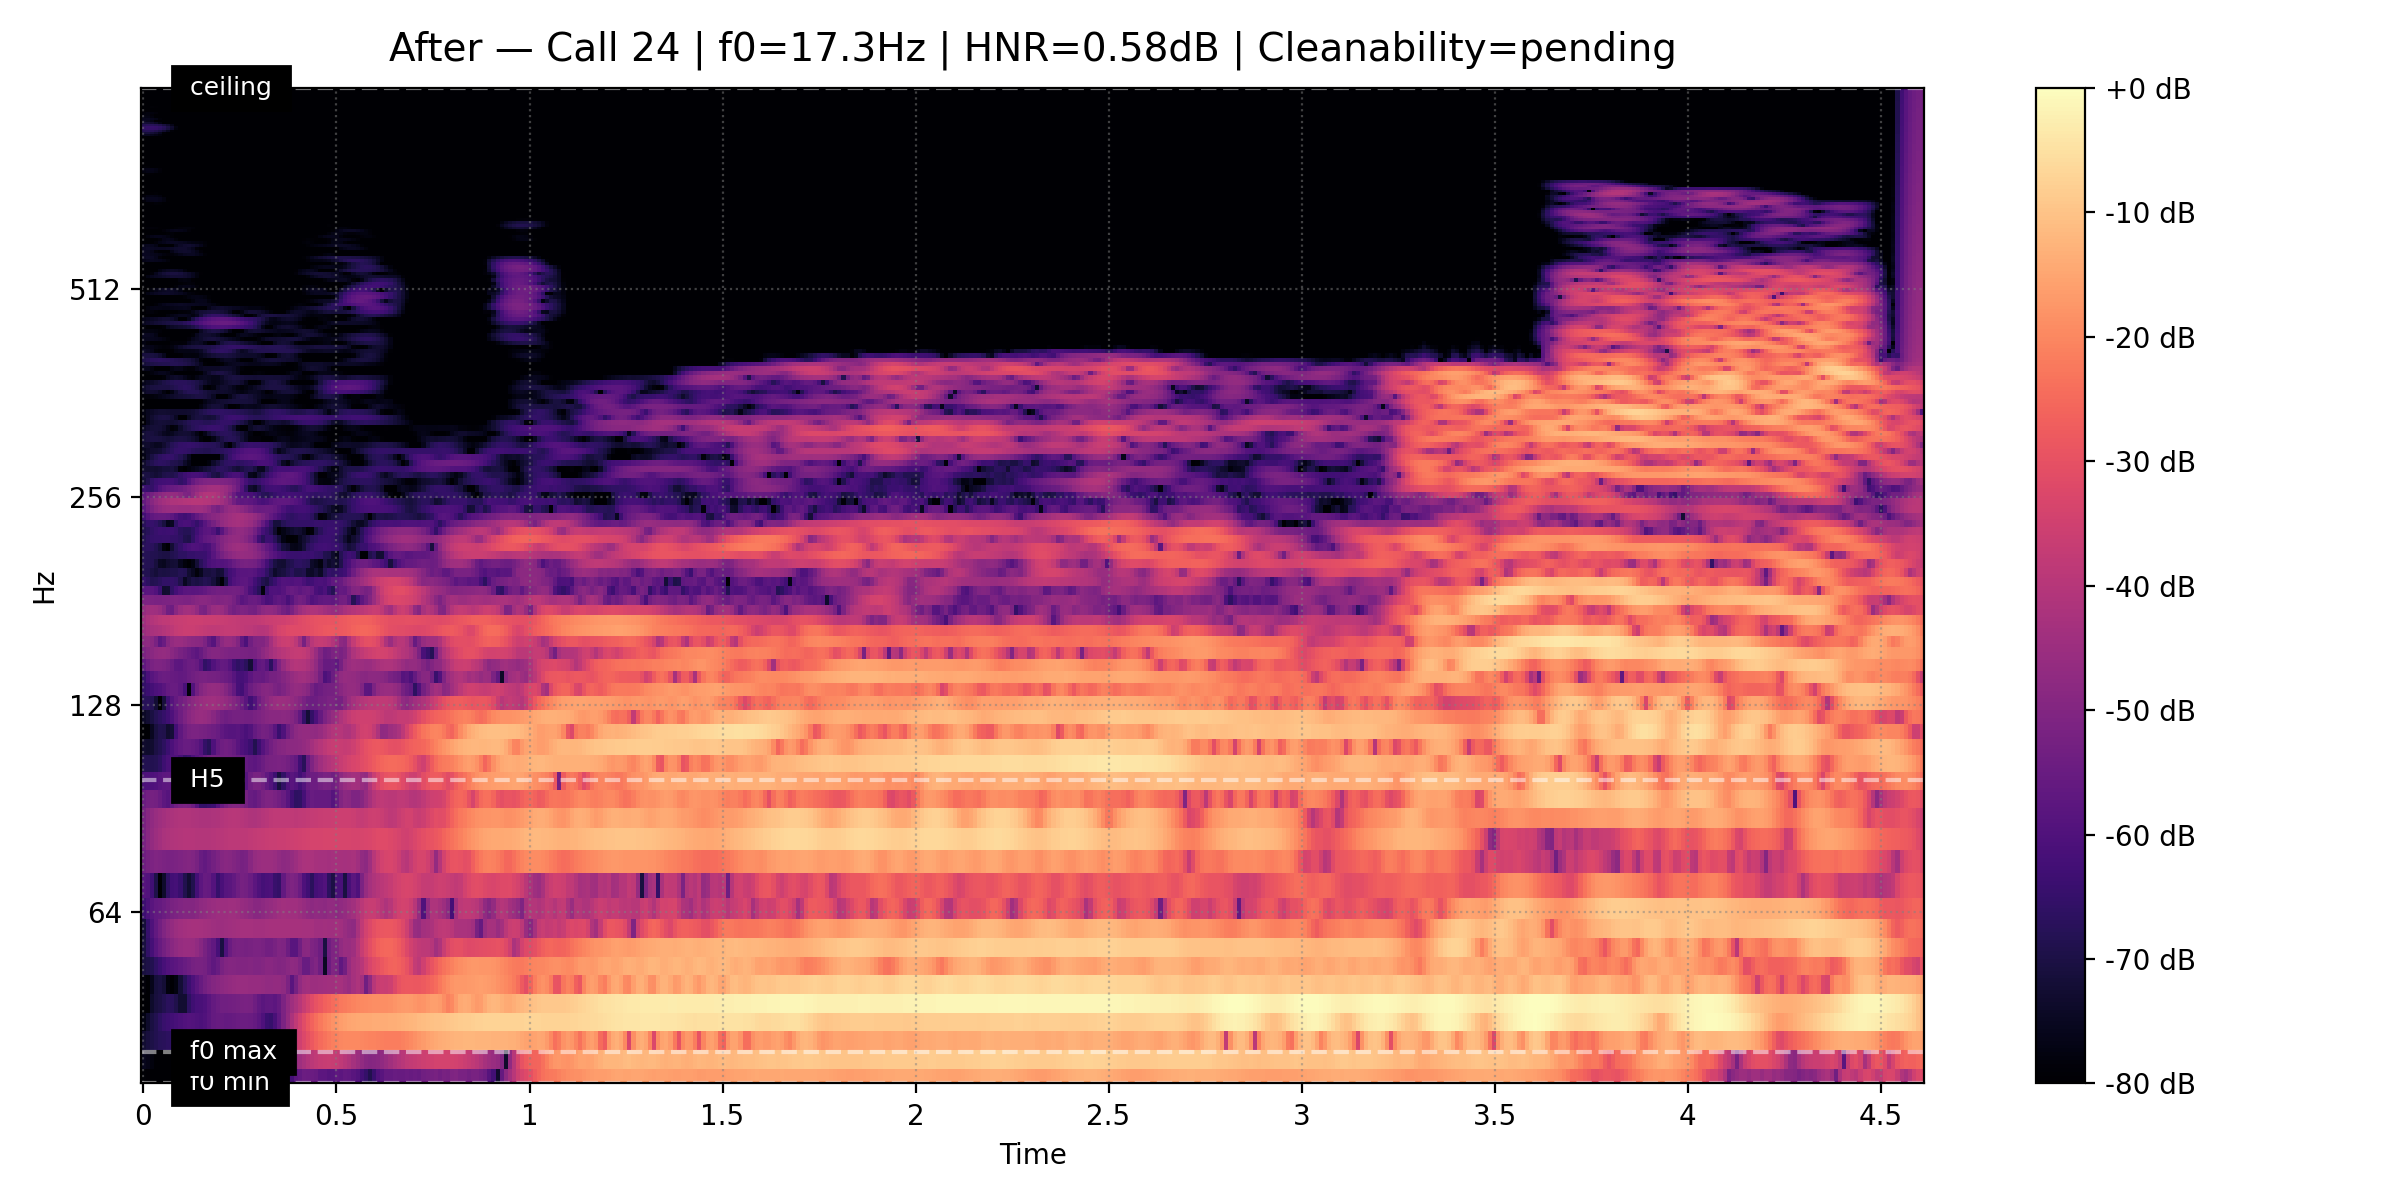 After — Call 24 | f0=17.3Hz | HNR=0.58dB | Cleanability=pending
ceiling
H5
f0 max
f0 min
Hz
512
256
128
64
0 0.5 1 1.5 2 2.5 3 3.5 4 4.5
Time
+0 dB
-10 dB
-20 dB
-30 dB
-40 dB
-50 dB
-60 dB
-70 dB
-80 dB